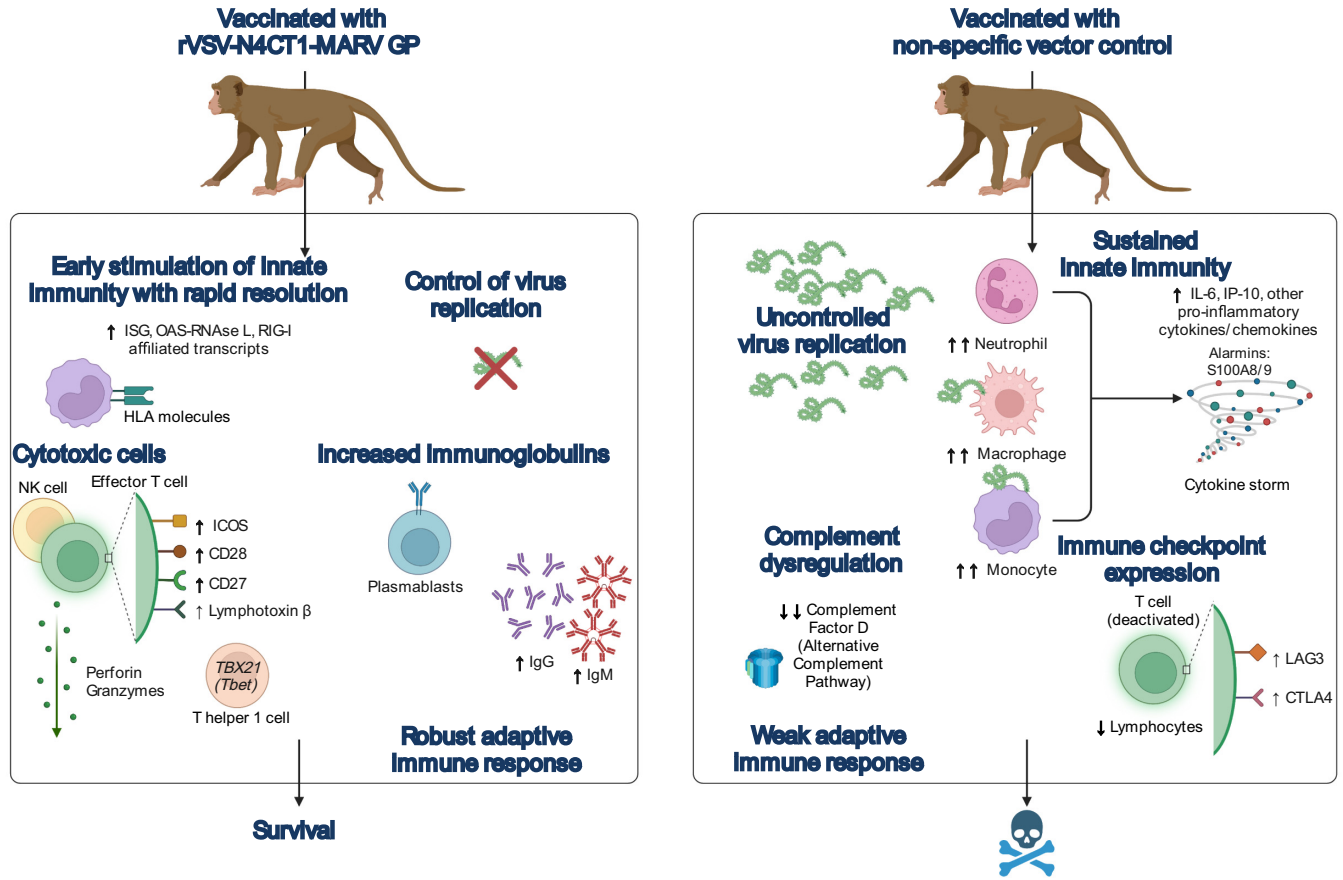 Vaccinated with
rVSV-N4CT1-MARV GP
Early stimulation of innate
immunity with rapid resolution
↑ ISG, OAS-RNAse L, RIG-I
affiliated transcripts
HLA molecules
Control of virus
replication
Cytotoxic cells
NK cell
Effector T cell
↑ ICOS
↑ CD28
↑ CD27
↑ Lymphotoxin β
Perforin
Granzymes
TBX21
(Tbet)
T helper 1 cell
Increased immunoglobulins
Plasmablasts
↑ IgG
↑ IgM
Robust adaptive
immune response
Survival
Vaccinated with
non-specific vector control
Uncontrolled
virus replication
↑↑ Neutrophil
↑↑ Macrophage
↑↑ Monocyte
Sustained
innate immunity
↑ IL-6, IP-10, other
pro-inflammatory
cytokines/ chemokines
Alarmins:
S100A8/9
Cytokine storm
Complement
dysregulation
↓↓ Complement
Factor D
(Alternative
Complement
Pathway)
Immune checkpoint
expression
T cell
(deactivated)
↑ LAG3
↑ CTLA4
↓ Lymphocytes
Weak adaptive
immune response